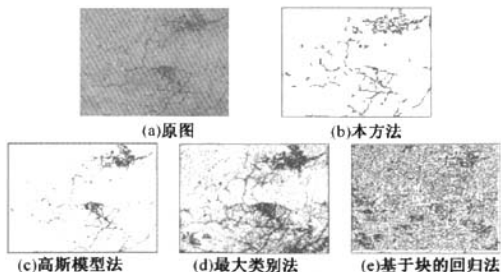 (a)原图
(b)本方法
(c)高斯模型法
(d)最大类别法
(e)基于块的回归法